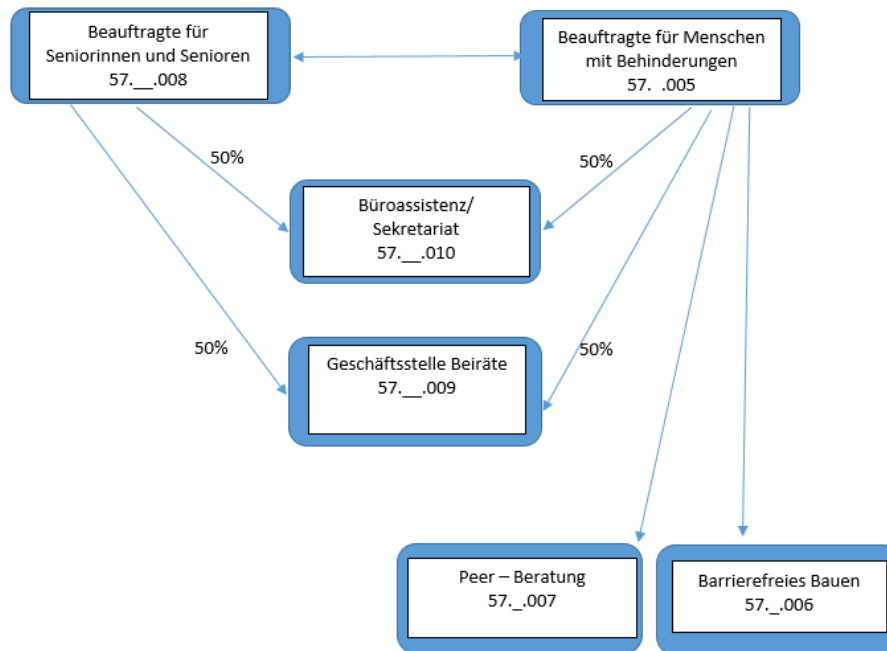 Beauftragte für
Seniorinnen und Senioren
57.__.008
Beauftragte für Menschen
mit Behinderungen
57. .005
50%
50%
Büroassistenz/
Sekretariat
57.__.010
50%
50%
Geschäftsstelle Beiräte
57.__.009
Peer – Beratung
57._.007
Barrierefreies Bauen
57._.006